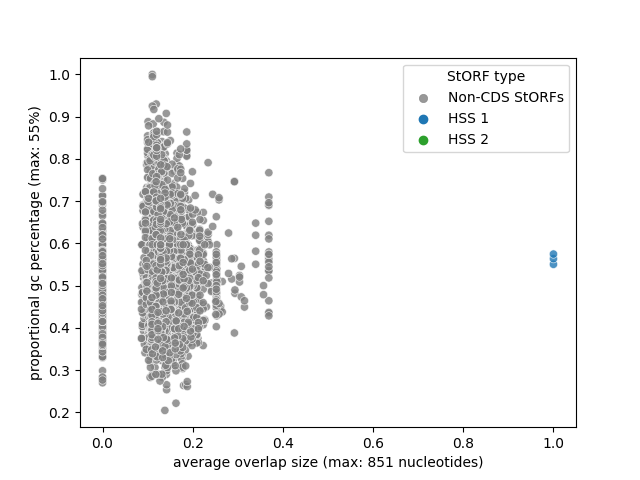 StORF type
Non-CDS StORFs
HSS 1
HSS 2
1.0
0.9
0.8
0.7
0.6
0.5
0.4
0.3
0.2
proportional gc percentage (max: 55%)
0.0 0.2 0.4 0.6 0.8 1.0
average overlap size (max: 851 nucleotides)